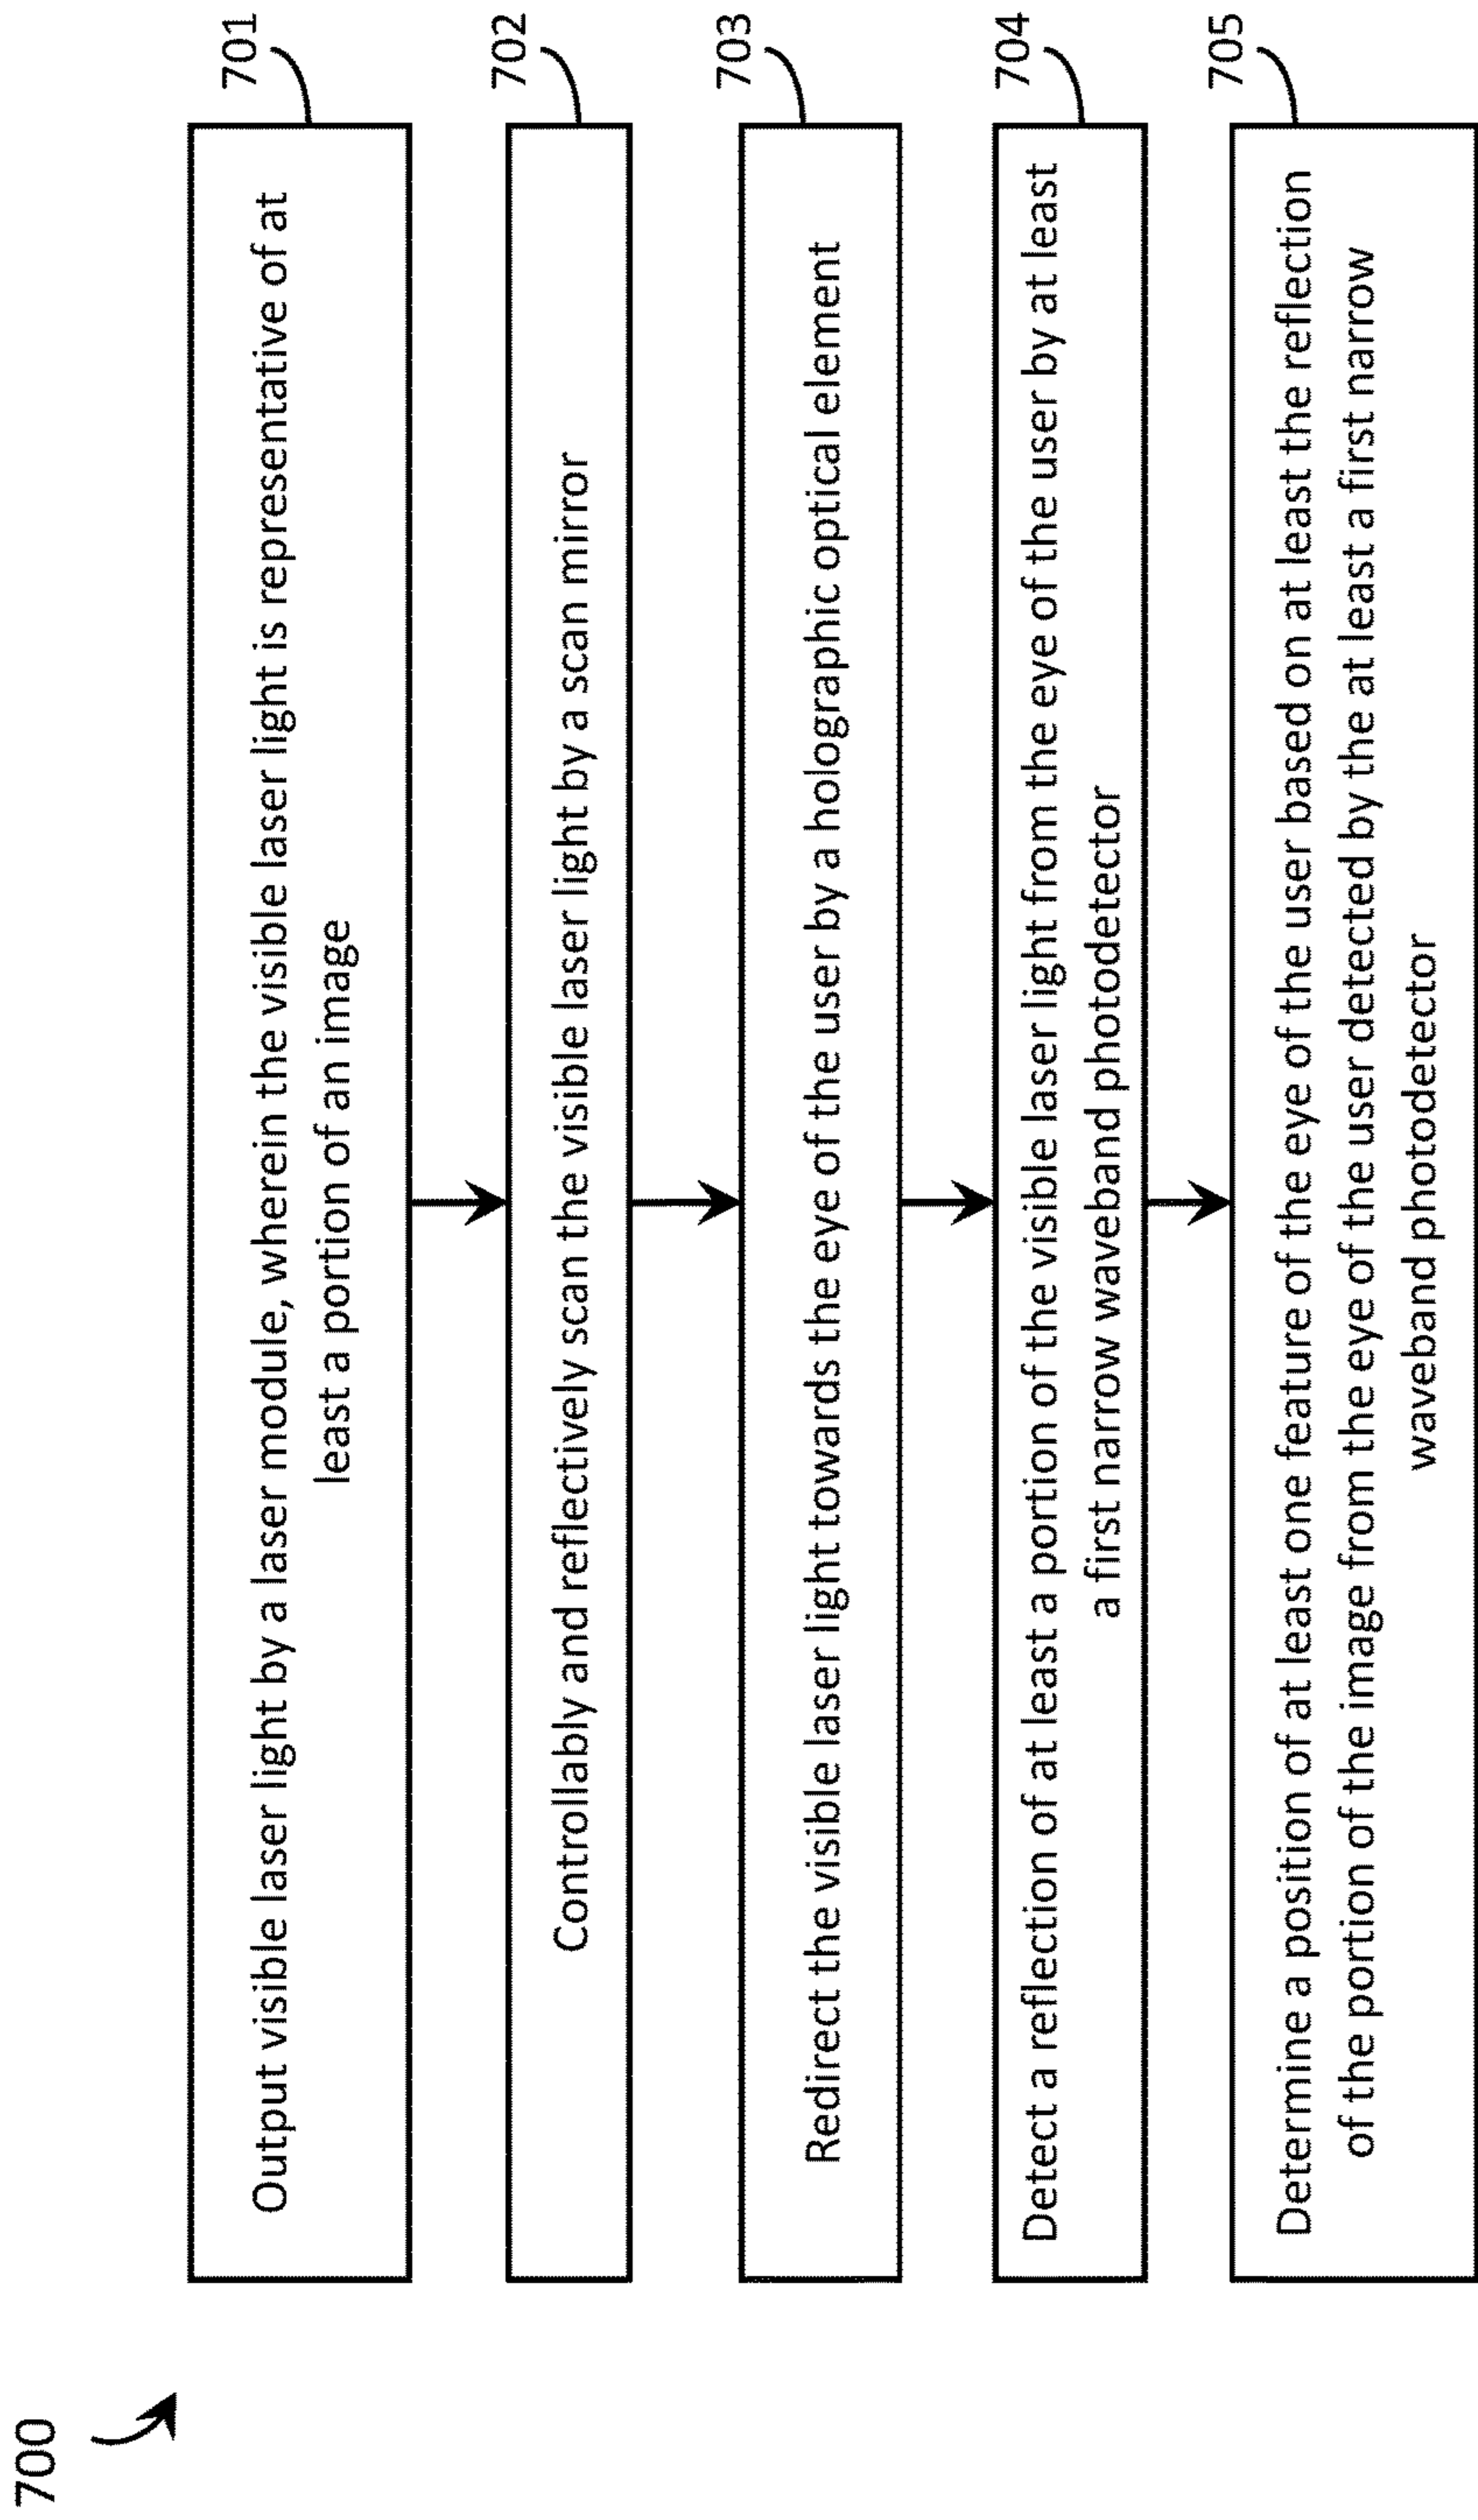 700
701
Output visible laser light by a laser module, wherein the visible laser light is representative of at
least a portion of an image
702
Controllably and reflectively scan the visible laser light by a scan mirror
703
Redirect the visible laser light towards the eye of the user by a holographic optical element
704
Detect a reflection of at least a portion of the visible laser light from the eye of the user by at least
a first narrow waveband photodetector
705
Determine a position of at least one feature of the eye of the user based on at least the reflection
of the portion of the image from the eye of the user detected by the at least a first narrow
waveband photodetector